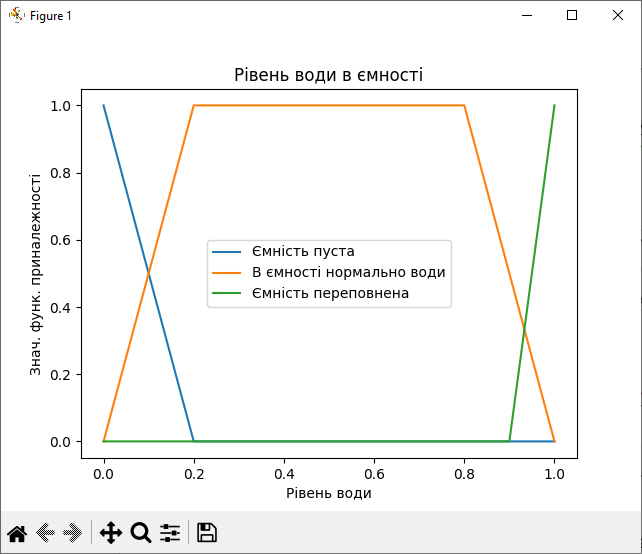 Figure 1
Рівень води в ємності
1.0
0.8
0.6
0.4
0.2
0.0
Знач. функ. приналежності
Ємність пуста
В ємності нормально води
Ємність переповнена
0.0 0.2 0.4 0.6 0.8 1.0
Рівень води